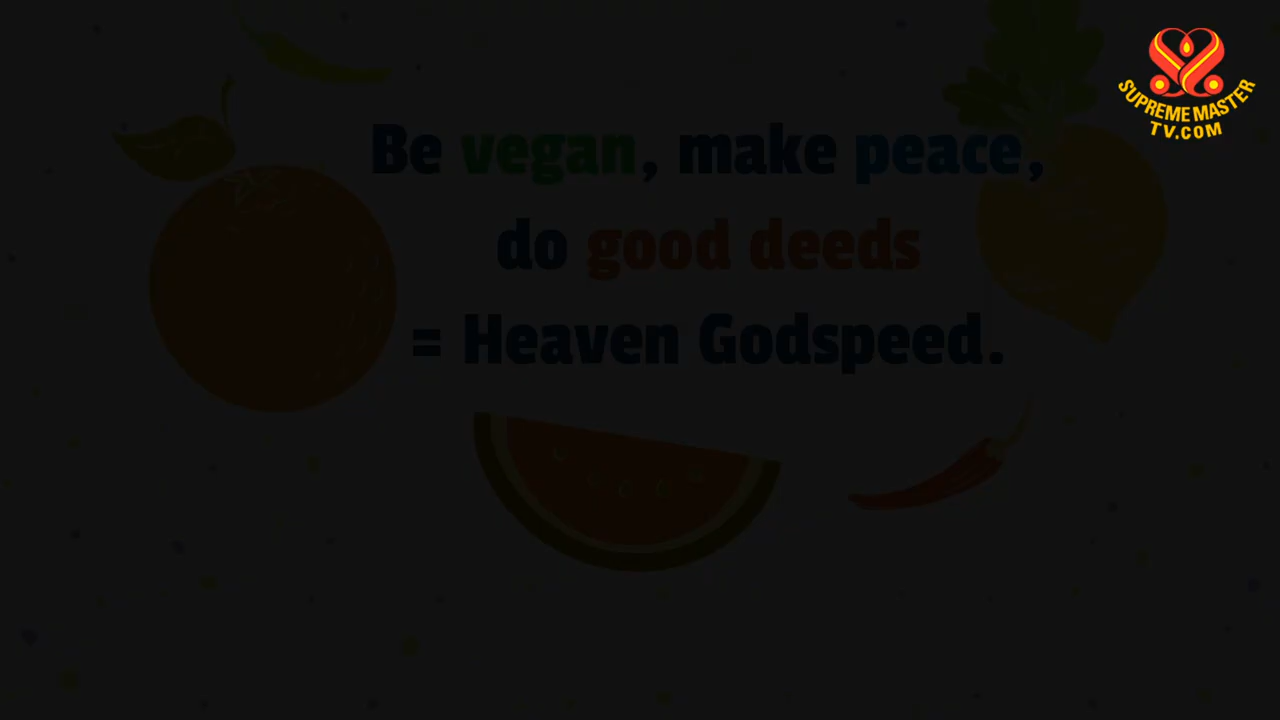 Be vegan, make peace,
do good deeds
= Heaven Godspeed.
SUPREME MASTER
TV.COM